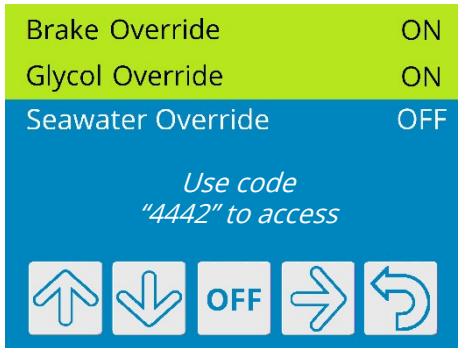 Brake Override ON
Glycol Override ON
Seawater Override OFF
Use code
“4442” to access
OFF